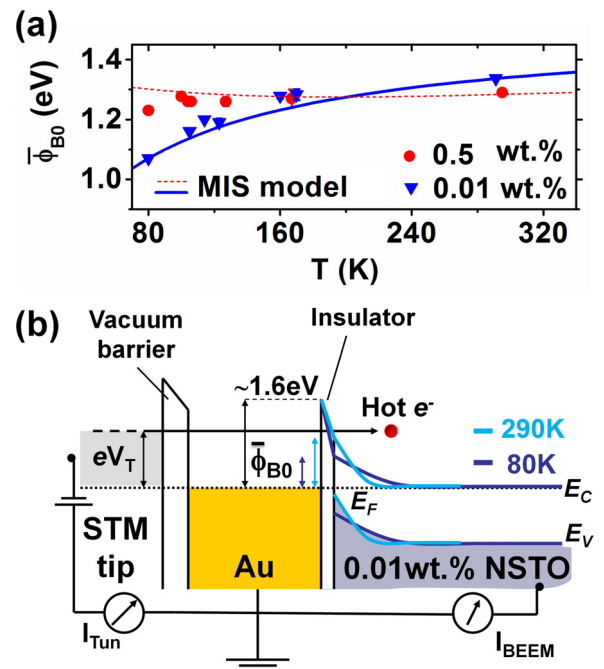 (a)
ϕ̅B0 (eV)
1.4
1.2
1.0
0.5 wt.%
MIS model
0.01 wt.%
80 160 240 320
T (K)
(b)
Vacuum
barrier
Insulator
~1.6eV
Hot e-
eVT
ϕ̅B0
290K
80K
EF
EC
EV
STM
tip
Au
0.01wt.% NSTO
ITun
IBEEM